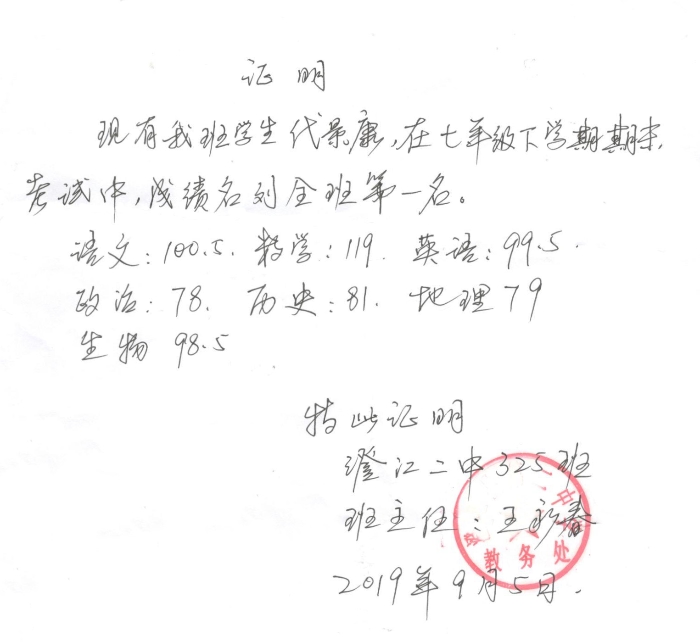 证明
现有我班学生代景康,在七年级下学期期末
考试中,成绩名列全班第一名。
语文:100.5. 数学:119. 英语:99.5.
政治:78. 历史:81. 地理79
生物 98.5
特此证明
澄江二中325班
班主任:王永春
2019年9月5日.
教务处